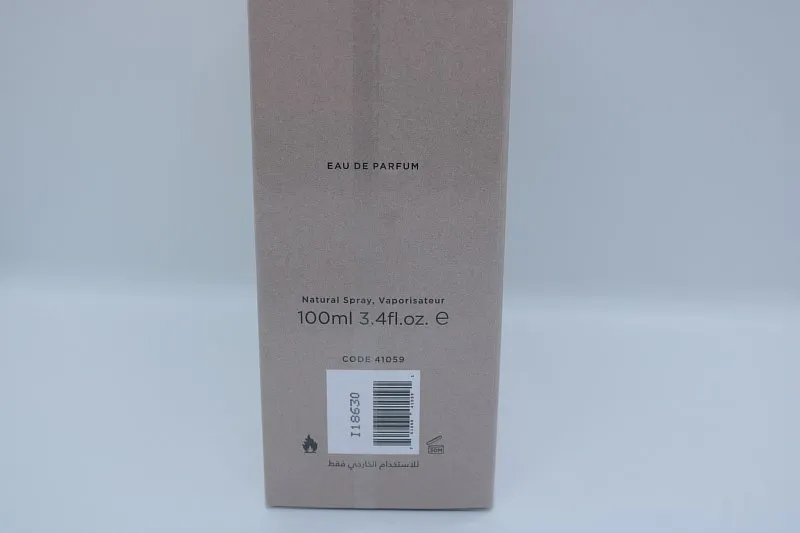 EAU DE PARFUM
Natural Spray, Vaporisateur
100ml 3.4fl.oz. ℮
CODE 41059
I18630
للاستخدام الخارجي فقط